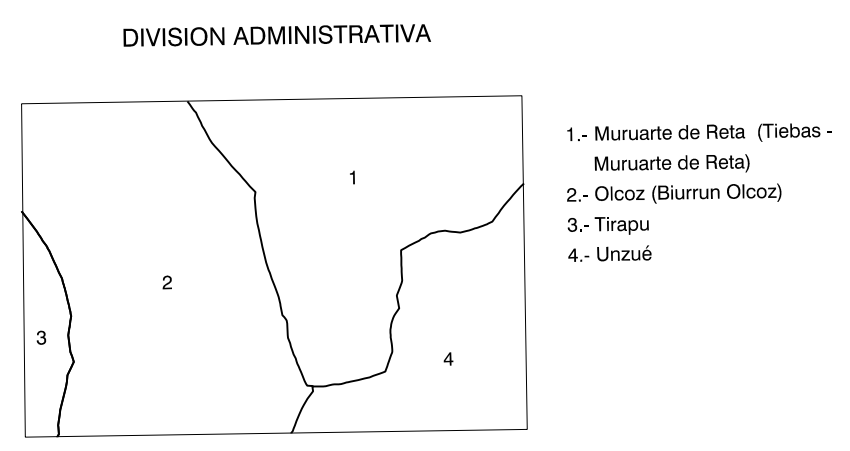 DIVISION ADMINISTRATIVA
1.- Muruarte de Reta (Tiebas -
Muruarte de Reta)
2.- Olcoz (Biurrun Olcoz)
3.- Tirapu
4.- Unzué
1
2
3
4